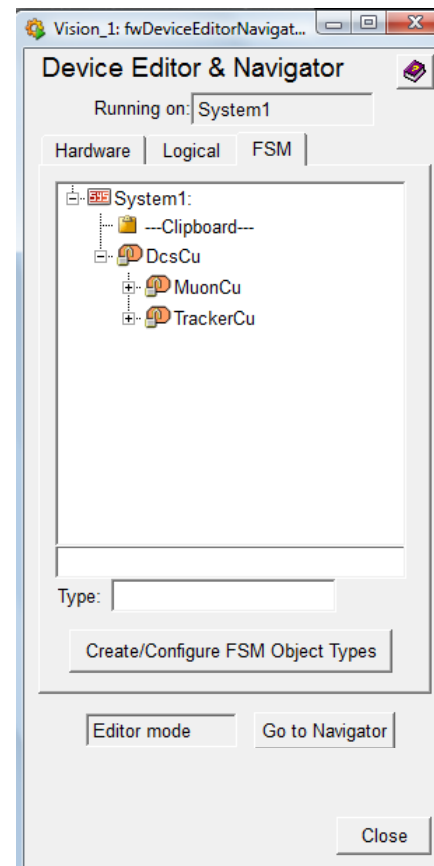 Vision_1: fwDeviceEditorNavigat...
Device Editor & Navigator
Running on: System1
Hardware Logical FSM
System1:
---Clipboard---
DcsCu
MuonCu
TrackerCu
Type:
Create/Configure FSM Object Types
Editor mode Go to Navigator
Close